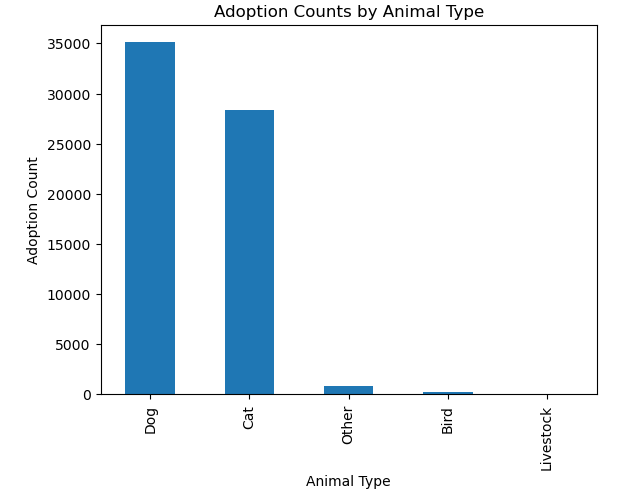 Adoption Counts by Animal Type
Adoption Count
35000
30000
25000
20000
15000
10000
5000
0
Dog
Cat
Other
Bird
Livestock
Animal Type